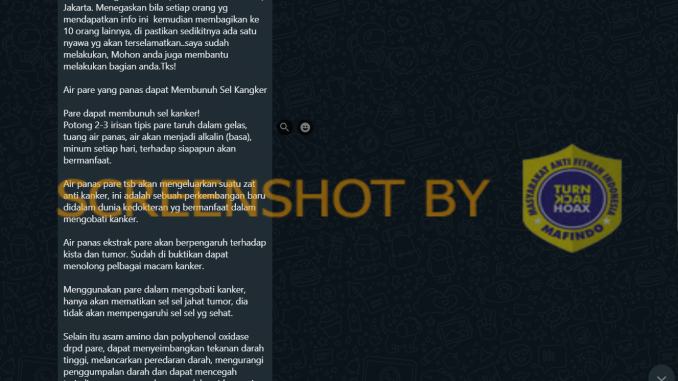 Jakarta. Menegaskan bila setiap orang yg
mendapatkan info ini kemudian membagikan ke
10 orang lainnya, di pastikan sedikitnya ada satu
nyawa yg akan terselamatkan..saya sudah
melakukan, Mohon anda juga membantu
melakukan bagian anda.Tks!
Air pare yang panas dapat Membunuh Sel Kangker
Pare dapat membunuh sel kanker!
Potong 2-3 irisan tipis pare taruh dalam gelas,
tuang air panas, air akan menjadi alkalin (basa),
minum setiap hari, terhadap siapapun akan
bermanfaat.
Air panas pare tsb akan mengeluarkan suatu zat
anti kanker, ini adalah sebuah perkembangan baru
didalam dunia kedokteran yg bermanfaat dalam
mengobati kanker.
Air panas ekstrak pare akan berpengaruh terhadap
kista dan tumor. Sudah di buktikan dapat
menolong pelbagai macam kanker.
Menggunakan pare dalam mengobati kanker,
hanya akan mematikan sel sel jahat tumor, dia
tidak akan mempengaruhi sel sel yg sehat.
Selain itu asam amino dan polyphenol oxidase
drpd pare, dapat menyeimbangkan tekanan darah
tinggi, melancarkan peredaran darah, mengurangi
penggumpalan darah dan dapat mencegah
SCREENSHOT BY
MASYARAKAT ANTI FITNAH INDONESIA
TURN
BACK
HOAX
MAFINDO